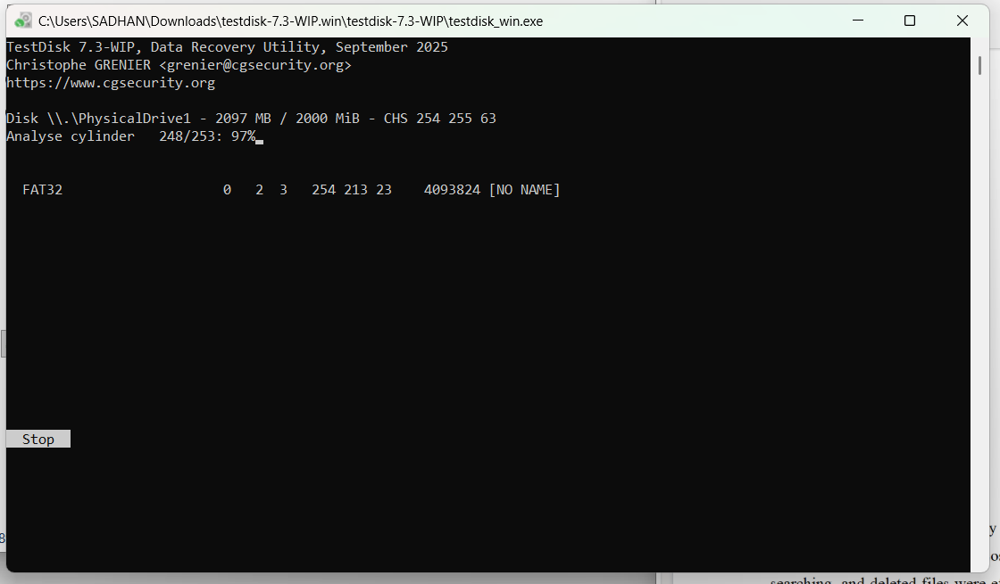 C:\Users\SADHAN\Downloads\testdisk-7.3-WIP.win\testdisk-7.3-WIP\testdisk_win.exe
TestDisk 7.3-WIP, Data Recovery Utility, September 2025
Christophe GRENIER <grenier@cgsecurity.org>
https://www.cgsecurity.org
Disk \\.\PhysicalDrive1 - 2097 MB / 2000 MiB - CHS 254 255 63
Analyse cylinder   248/253: 97%
FAT32                    0   2  3   254 213 23    4093824 [NO NAME]
Stop
8
y
searching, and deleted files were